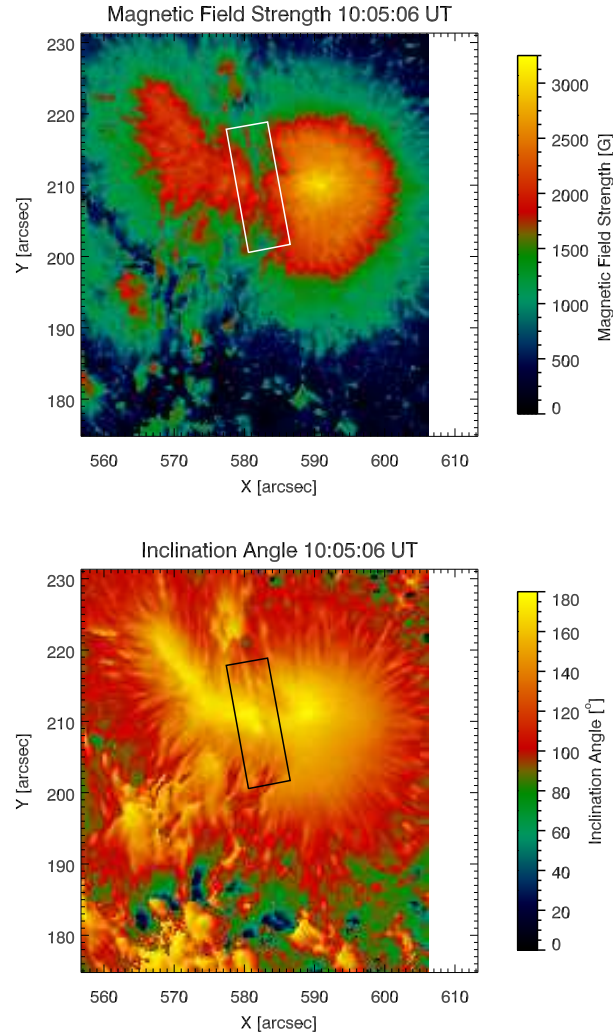 Magnetic Field Strength 10:05:06 UT
230
220
210
200
190
180
Y [arcsec]
560 570 580 590 600 610
X [arcsec]
3000
2500
2000
1500
1000
500
0
Magnetic Field Strength [G]
Inclination Angle 10:05:06 UT
230
220
210
200
190
180
Y [arcsec]
560 570 580 590 600 610
X [arcsec]
180
160
140
120
100
80
60
40
20
0
Inclination Angle [°]